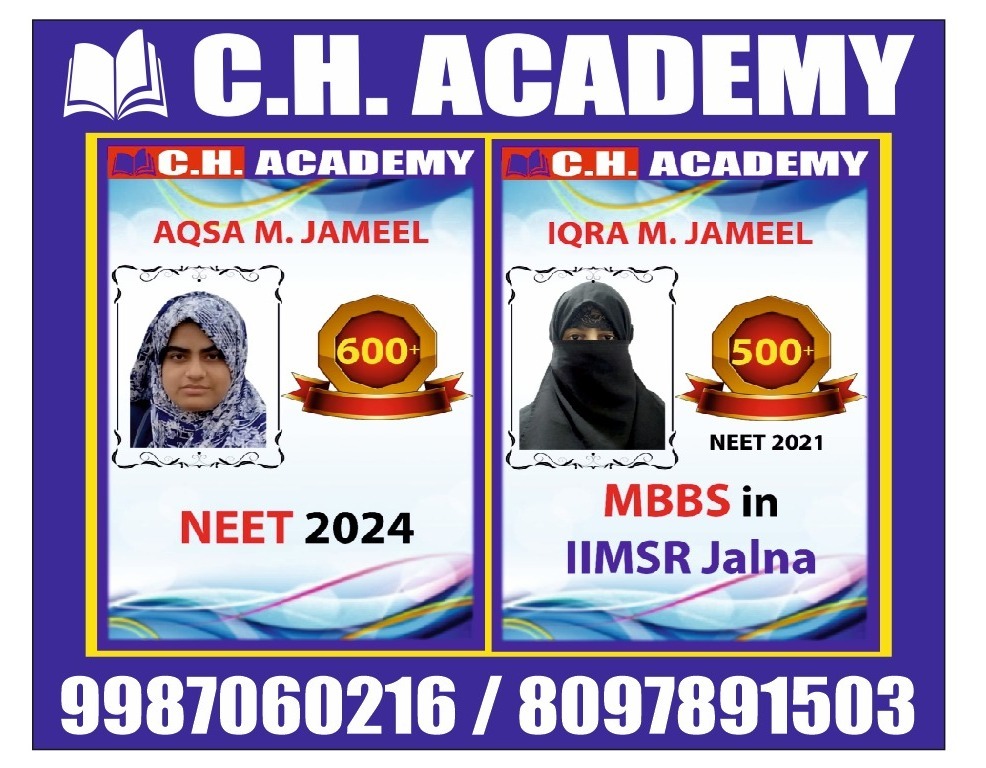 C.H. ACADEMY
C.H. ACADEMY
AQSA M. JAMEEL
600+
NEET 2024
C.H. ACADEMY
IQRA M. JAMEEL
500+
NEET 2021
MBBS in
IIMSR Jalna
9987060216 / 8097891503